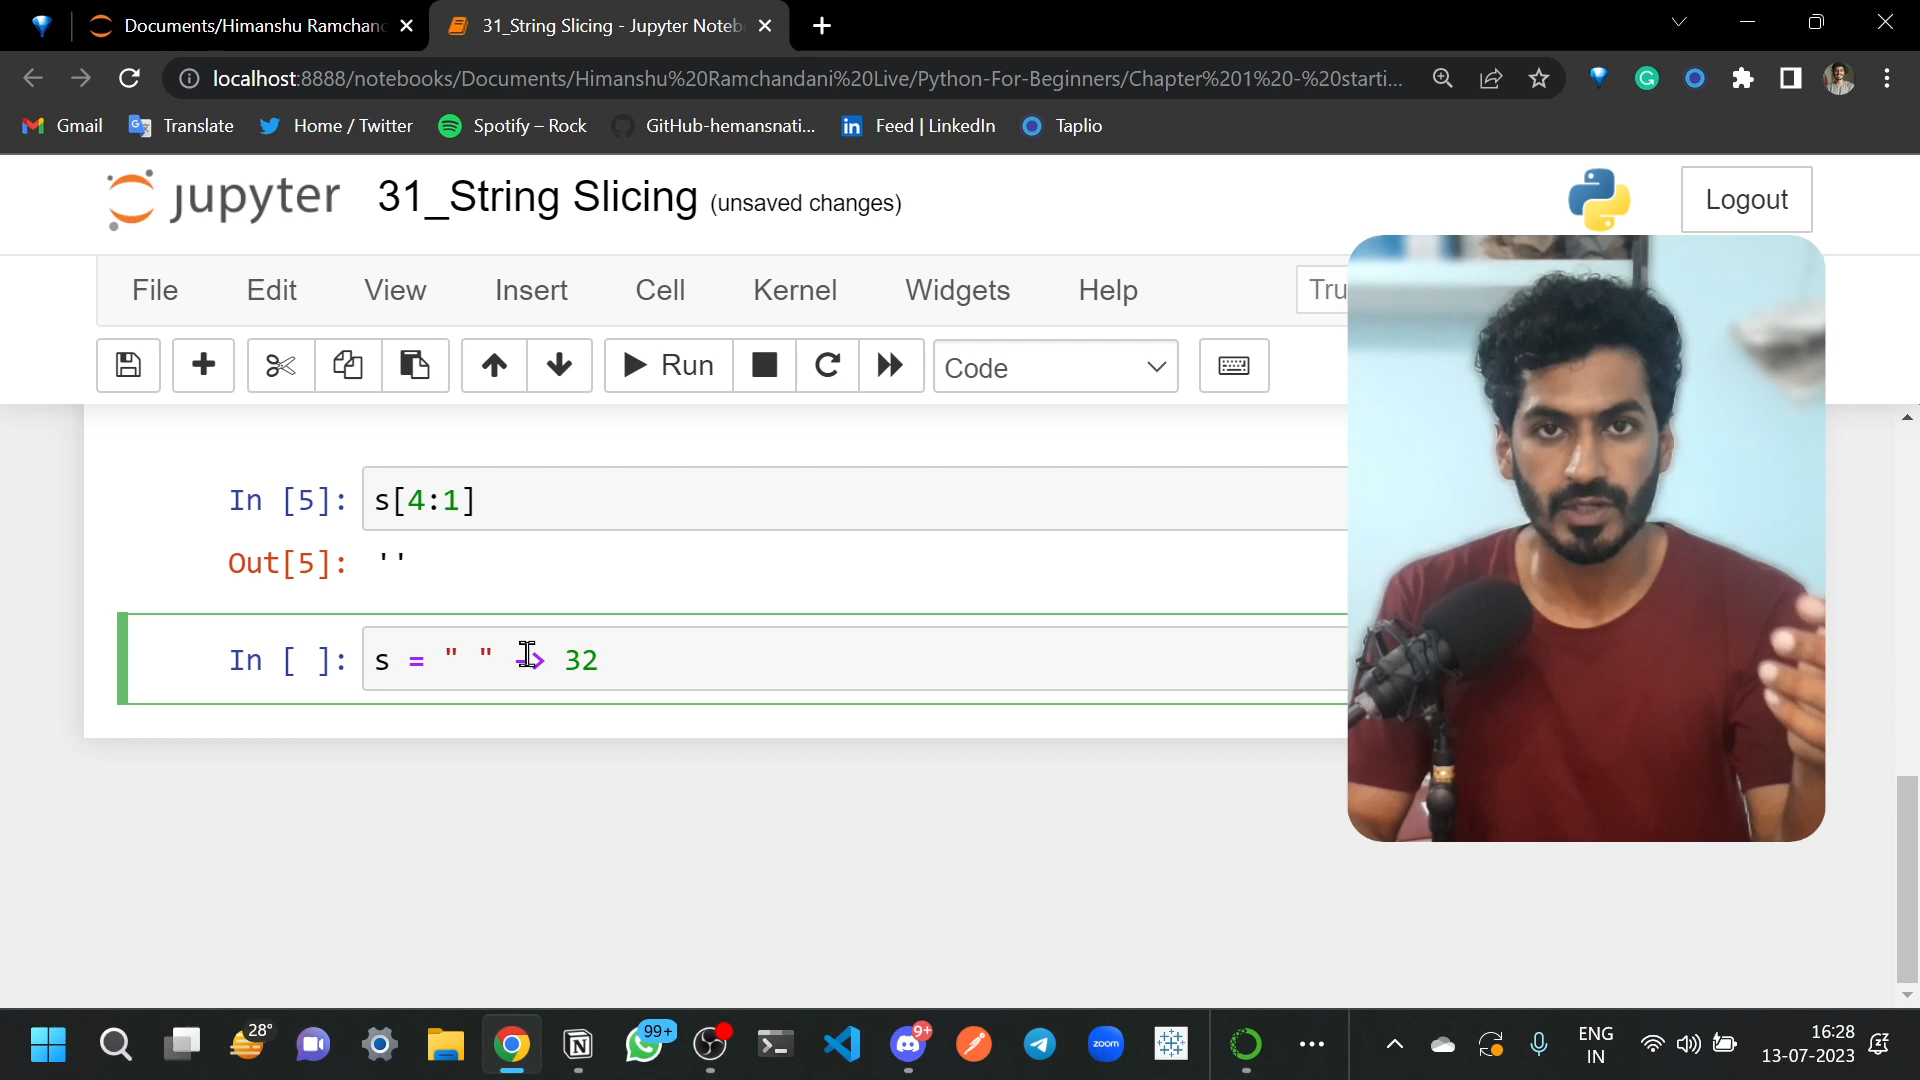 Documents/Himanshu Ramchand
31_String Slicing - Jupyter Noteb
localhost:8888/notebooks/Documents/Himanshu%20Ramchandani%20Live/Python-For-Beginners/Chapter%201%20-%20starti...
Gmail
Translate
Home / Twitter
Spotify – Rock
GitHub-hemansnati...
Feed | LinkedIn
Taplio
jupyter 31_String Slicing (unsaved changes)
Logout
File Edit View Insert Cell Kernel Widgets Help Tru
Run
Code
In [5]: s[4:1]
Out[5]: ''
In [ ]: s = " " -> 32
28°
99+
9+
zoom
ENG
IN
16:28
13-07-2023